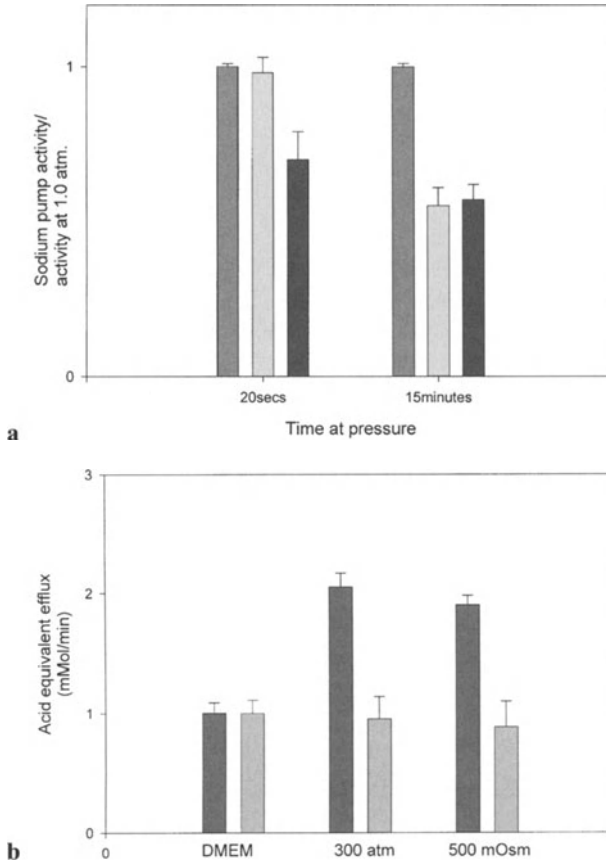 1
0
Sodium pump activity/
activity at 1.0 atm.
20secs
15minutes
Time at pressure
a
3
2
1
0
Acid equivalent efflux
(mMol/min)
0
DMEM
300 atm
500 mOsm
b